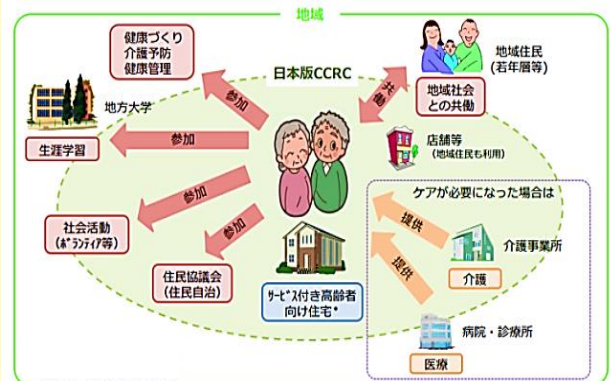 地域
健康づくり
介護予防
健康管理
日本版CCRC
地域住民
(若年層等)
地域社会
との共働
共働
参加
地方大学
生涯学習
参加
店舗等
(地域住民も利用)
ケアが必要になった場合は
参加
社会活動
(ボランティア等)
参加
住民協議会
(住民自治)
サービス付き高齢者
向け住宅*
提供
介護事業所
介護
提供
病院・診療所
医療